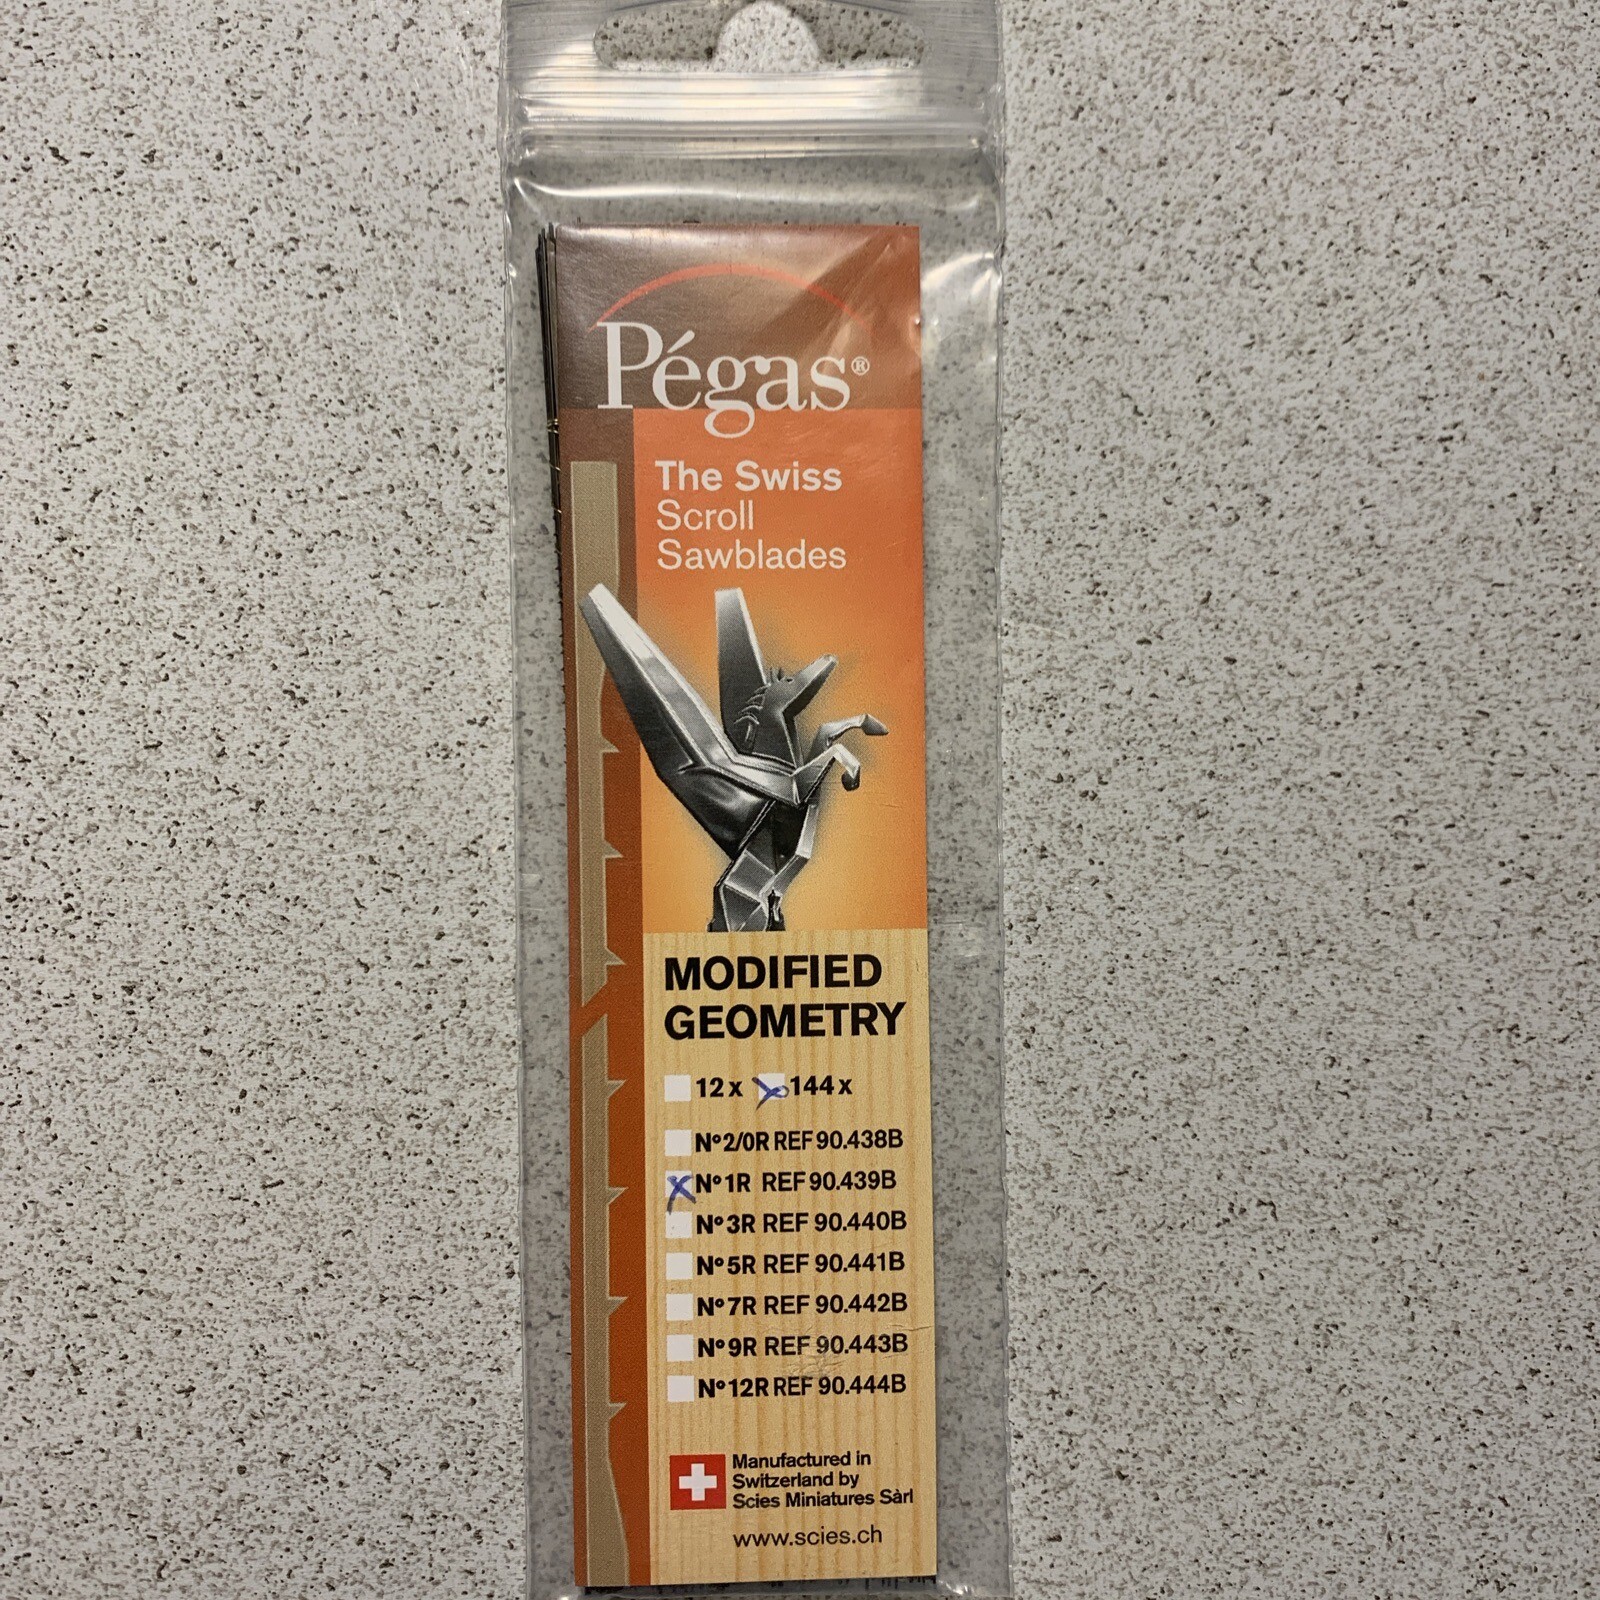 Pégas®
The Swiss
Scroll
Sawblades
MODIFIED
GEOMETRY
12 x 144 x
N° 2/0R REF 90.438B
N° 1R REF 90.439B
N° 3R REF 90.440B
N° 5R REF 90.441B
N° 7R REF 90.442B
N° 9R REF 90.443B
N° 12R REF 90.444B
Manufactured in
Switzerland by
Scies Miniatures Sàrl
www.scies.ch